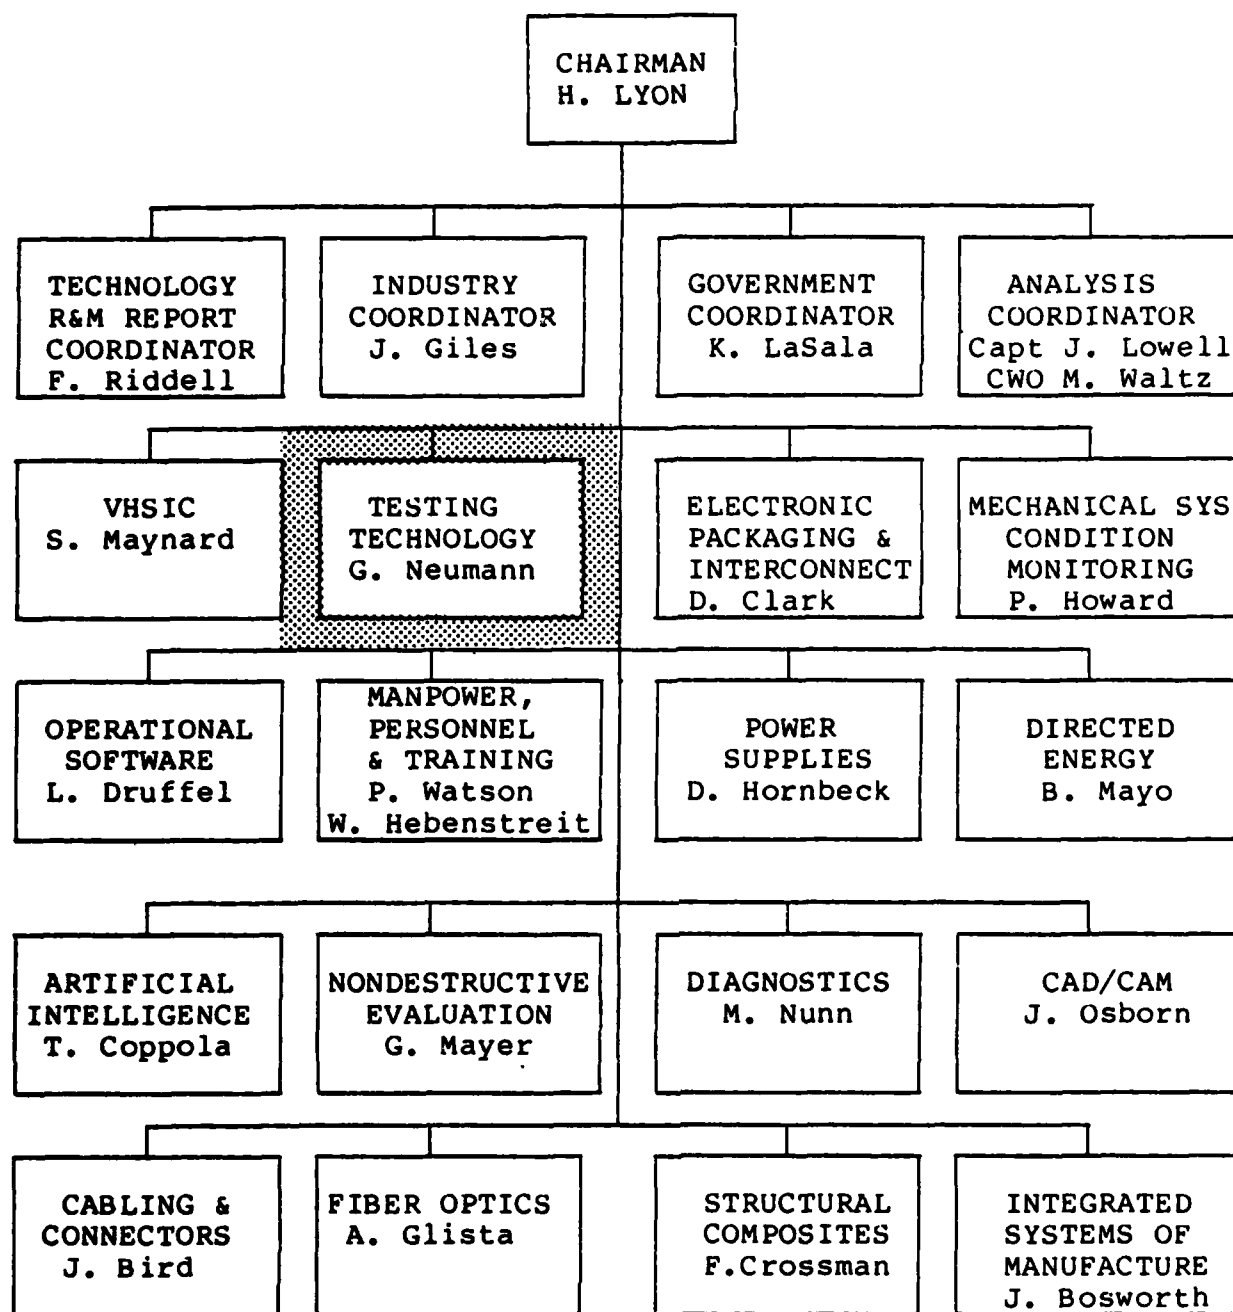 CHAIRMAN
H. LYON
TECHNOLOGY
R&M REPORT
COORDINATOR
F. Riddell
INDUSTRY
COORDINATOR
J. Giles
GOVERNMENT
COORDINATOR
K. LaSala
ANALYSIS
COORDINATOR
Capt J. Lowell
CWO M. Waltz
VHSIC
S. Maynard
TESTING
TECHNOLOGY
G. Neumann
ELECTRONIC
PACKAGING &
INTERCONNECT
D. Clark
MECHANICAL SYS
CONDITION
MONITORING
P. Howard
OPERATIONAL
SOFTWARE
L. Druffel
MANPOWER,
PERSONNEL
& TRAINING
P. Watson
W. Hebenstreit
POWER
SUPPLIES
D. Hornbeck
DIRECTED
ENERGY
B. Mayo
ARTIFICIAL
INTELLIGENCE
T. Coppola
NONDESTRUCTIVE
EVALUATION
G. Mayer
DIAGNOSTICS
M. Nunn
CAD/CAM
J. Osborn
CABLING &
CONNECTORS
J. Bird
FIBER OPTICS
A. Glista
STRUCTURAL
COMPOSITES
F.Crossman
INTEGRATED
SYSTEMS OF
MANUFACTURE
J. Bosworth